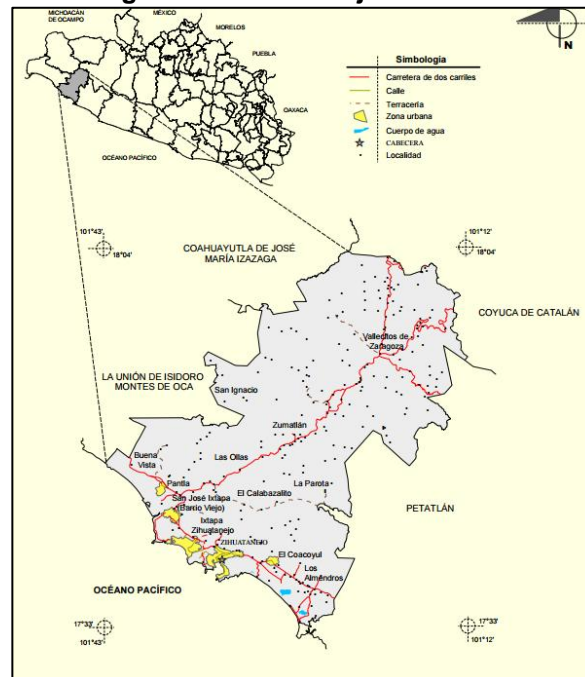 MICHOACÁN
DE OCAMPO
MÉXICO
MORELOS
PUEBLA
OAXACA
OCÉANO PACÍFICO
N
Simbología
Carretera de dos carriles
Calle
Terracería
Zona urbana
Cuerpo de agua
CABECERA
Localidad
101°43'
18°04'
101°12'
18°04'
COAHUAYUTLA DE JOSÉ
MARÍA IZAZAGA
COYUCA DE CATALÁN
Vallecitos de
Zaragoza
LA UNIÓN DE ISIDORO
MONTES DE OCA
San Ignacio
Zumatlán
Buena
Vista
Las Ollas
Pantla
La Parota
El Calabazalito
San José Ixtapa
(Barrio Viejo)
PETATLÁN
Ixtapa
Zihuatanejo
ZIHUATANEJO
El Coacoyul
Los
Almendros
OCÉANO PACÍFICO
17°33'
101°43'
17°33'
101°12'